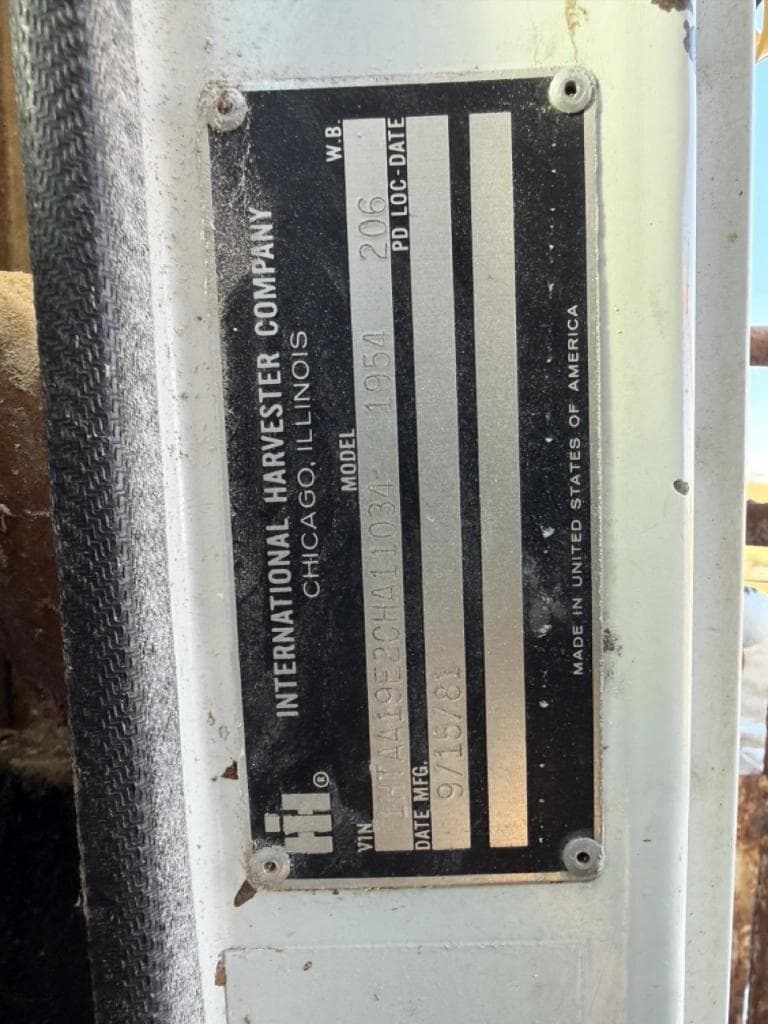 INTERNATIONAL HARVESTER COMPANY
CHICAGO, ILLINOIS
VIN MODEL W.B.
1HTAA19E2CHA11034 1954 206
DATE MFG. PD LOC-DATE
9/15/81
MADE IN UNITED STATES OF AMERICA